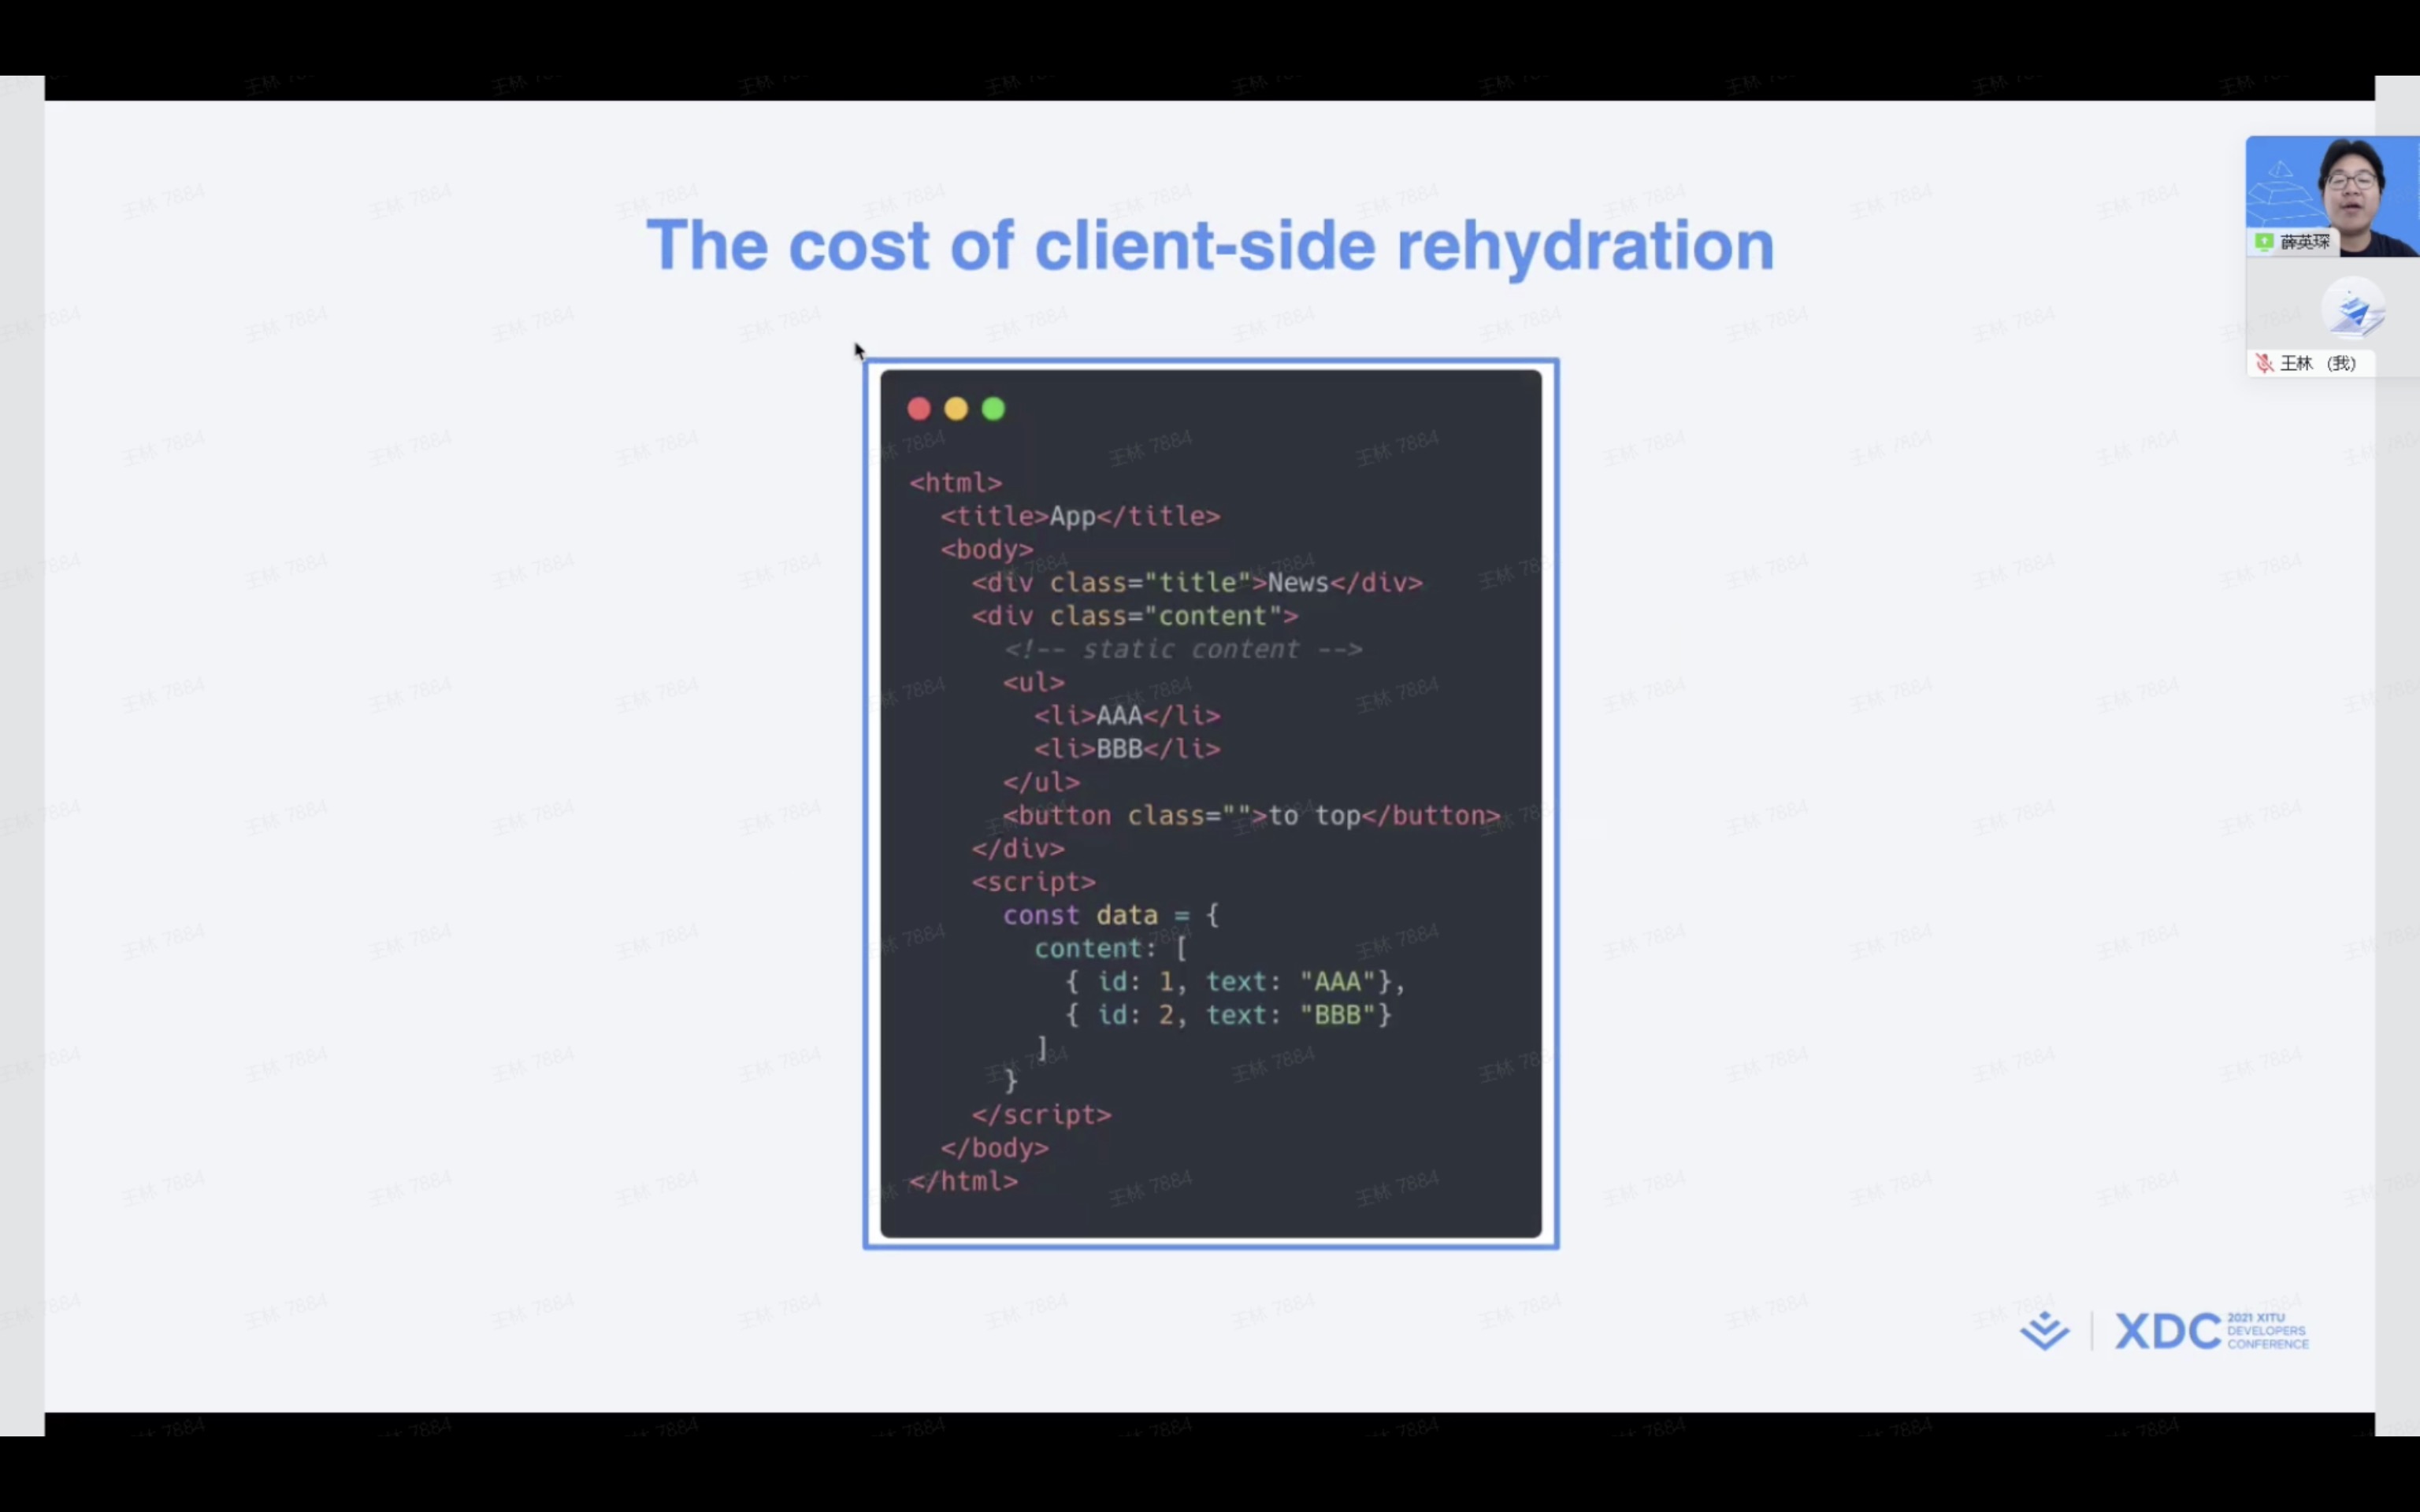 The cost of client-side rehydration
<html>
<title>App</title>
<body>
<div class="title">News</div>
<div class="content">
<!-- static content -->
<ul>
<li>AAA</li>
<li>BBB</li>
</ul>
<button class="">to top</button>
</div>
<script>
const data = {
content: [
{ id: 1, text: "AAA"},
{ id: 2, text: "BBB"}
]
}
</script>
</body>
</html>
薛英琛
王林 (我)
XDC
2021 XITU
DEVELOPERS
CONFERENCE
王林 7884